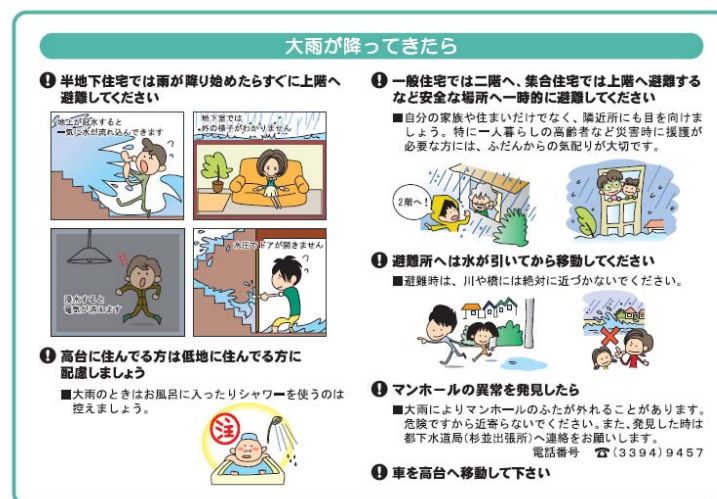 大雨が降ってきたら
半地下住宅では雨が降り始めたらすぐに上階へ
避難してください
地上が冠水すると
一気に水が流れ込んできます
地下室では
外の様子がわかりません
浸水すると
電気が消えます
水圧でドアが開きません
高台に住んでる方は低地に住んでる方に
配慮しましょう
■大雨のときはお風呂に入ったりシャワーを使うのは
控えましょう。
注
一般住宅では二階へ、集合住宅では上階へ避難する
など安全な場所へ一時的に避難してください
■自分の家族や住まいだけでなく、隣近所にも目を向けま
しょう。特に一人暮らしの高齢者など災害時に援護が
必要な方には、ふだんからの気配りが大切です。
2階へ!
避難所へは水が引いてから移動してください
■避難時は、川や橋には絶対に近づかないでください。
マンホールの異常を発見したら
■大雨によりマンホールのふたが外れることがあります。
危険ですから近寄らないでください。また、発見した時は
都下水道局(杉並出張所)へ連絡をお願いします。
電話番号 ☎(3394)9457
車を高台へ移動して下さい